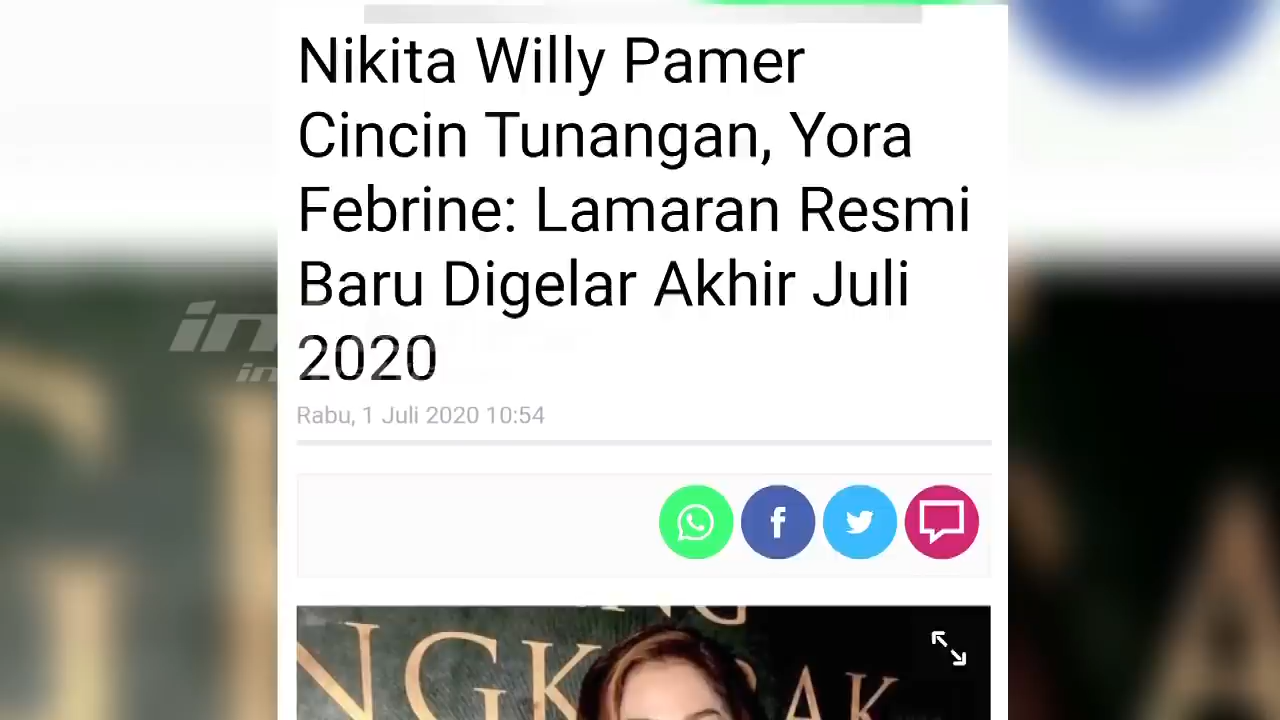 Nikita Willy Pamer
Cincin Tunangan, Yora
Febrine: Lamaran Resmi
Baru Digelar Akhir Juli
2020
Rabu, 1 Juli 2020 10:54